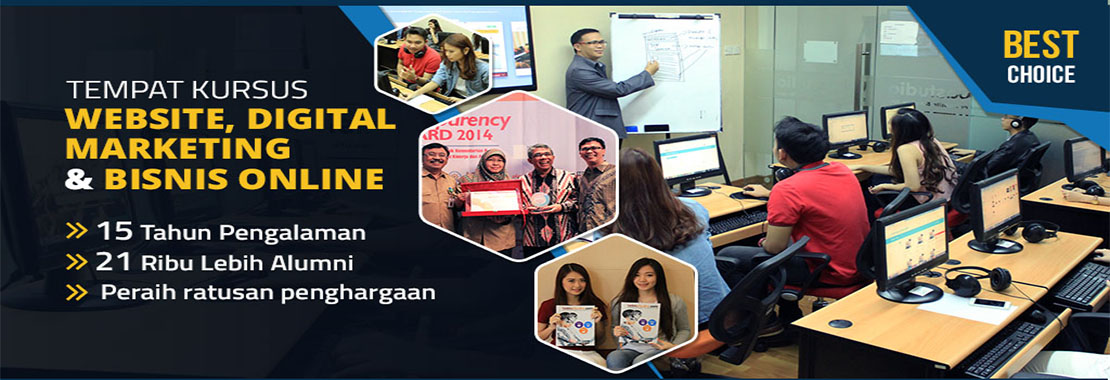 TEMPAT KURSUS
WEBSITE, DIGITAL
MARKETING
& BISNIS ONLINE
15 Tahun Pengalaman
21 Ribu Lebih Alumni
Peraih ratusan penghargaan
BEST
CHOICE
ARD 2014